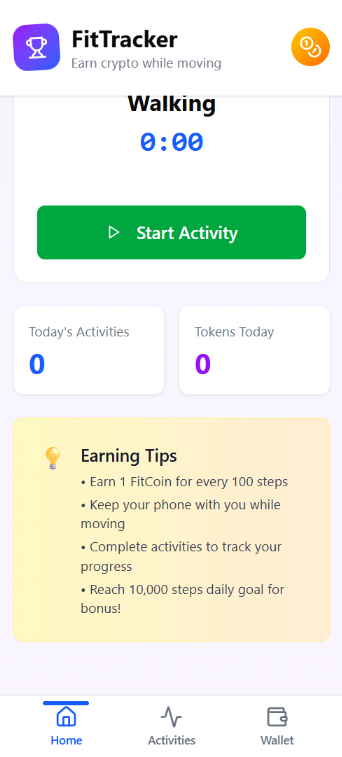 FitTracker
Earn crypto while moving
Walking
0:00
Start Activity
Today's Activities
0
Tokens Today
0
Earning Tips
• Earn 1 FitCoin for every 100 steps
• Keep your phone with you while
moving
• Complete activities to track your
progress
• Reach 10,000 steps daily goal for
bonus!
Home
Activities
Wallet